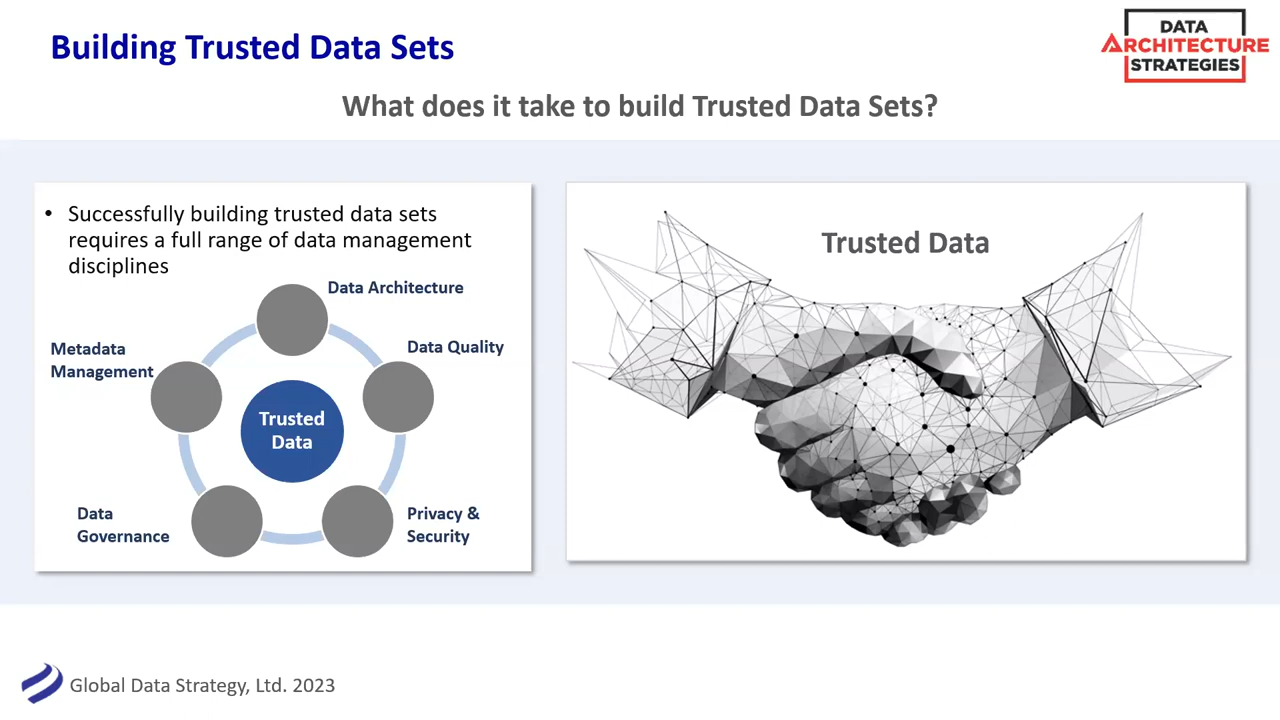 Building Trusted Data Sets
DATA
ARCHITECTURE
STRATEGIES
What does it take to build Trusted Data Sets?
• Successfully building trusted data sets
requires a full range of data management
disciplines
Data Architecture
Metadata
Management
Data Quality
Trusted
Data
Data
Governance
Privacy &
Security
Trusted Data
Global Data Strategy, Ltd. 2023